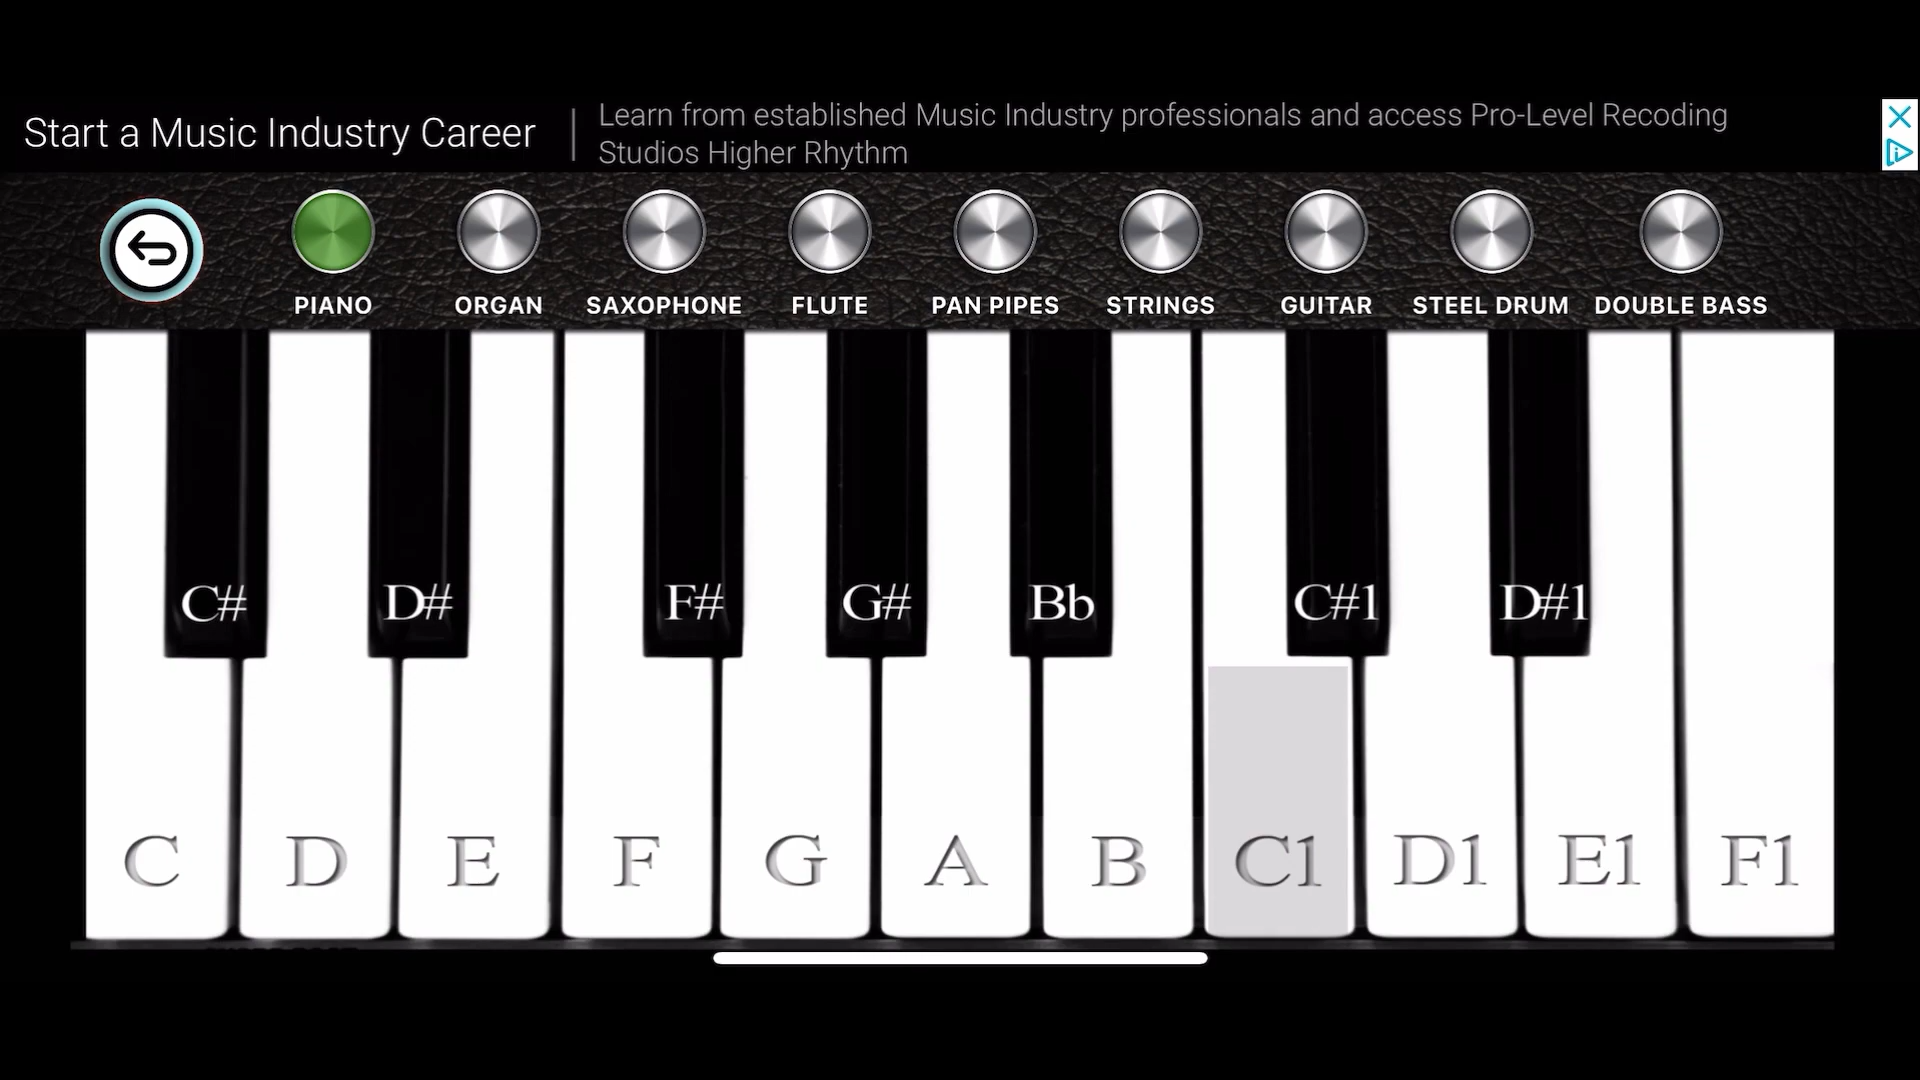 Start a Music Industry Career
Learn from established Music Industry professionals and access Pro-Level Recoding
Studios Higher Rhythm
PIANO ORGAN SAXOPHONE FLUTE PAN PIPES STRINGS GUITAR STEEL DRUM DOUBLE BASS
C# D# F# G# Bb C#1 D#1
C D E F G A B C1 D1 E1 F1